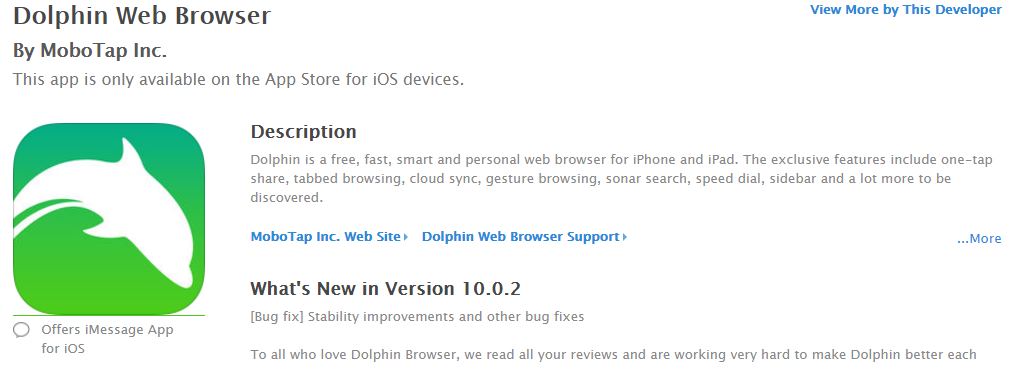 Dolphin Web Browser
View More by This Developer
By MoboTap Inc.
This app is only available on the App Store for iOS devices.
Description
Dolphin is a free, fast, smart and personal web browser for iPhone and iPad. The exclusive features include one-tap
share, tabbed browsing, cloud sync, gesture browsing, sonar search, speed dial, sidebar and a lot more to be
discovered.
MoboTap Inc. Web Site
Dolphin Web Browser Support
...More
What's New in Version 10.0.2
[Bug fix] Stability improvements and other bug fixes
Offers iMessage App
for iOS
To all who love Dolphin Browser, we read all your reviews and are working very hard to make Dolphin better each